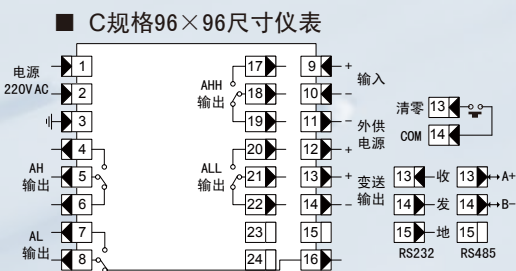 ■ C规格96×96尺寸仪表
电源
220V AC
1
2
3
4
5
6
7
8
AH
输出
AL
输出
17
18
19
20
21
22
23
24
AHH
输出
ALL
输出
9 +
10 -
输入
11 -
12 +
外供
电源
13 +
14 -
变送
输出
15
16
清零 13
COM 14
13 收 13 A+
14 发 14 B-
15 地 15
RS232 RS485